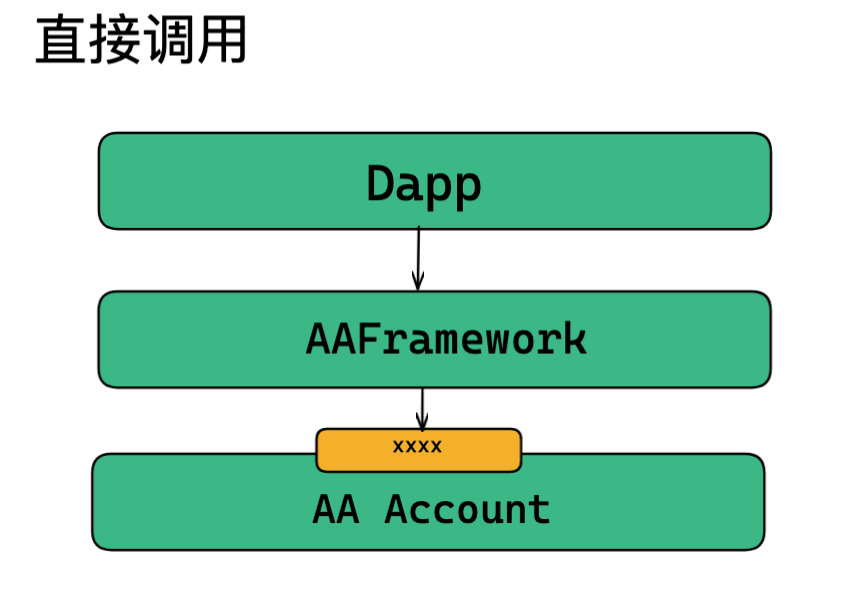 直接调用
Dapp
AAFramework
xxxx
AA Account